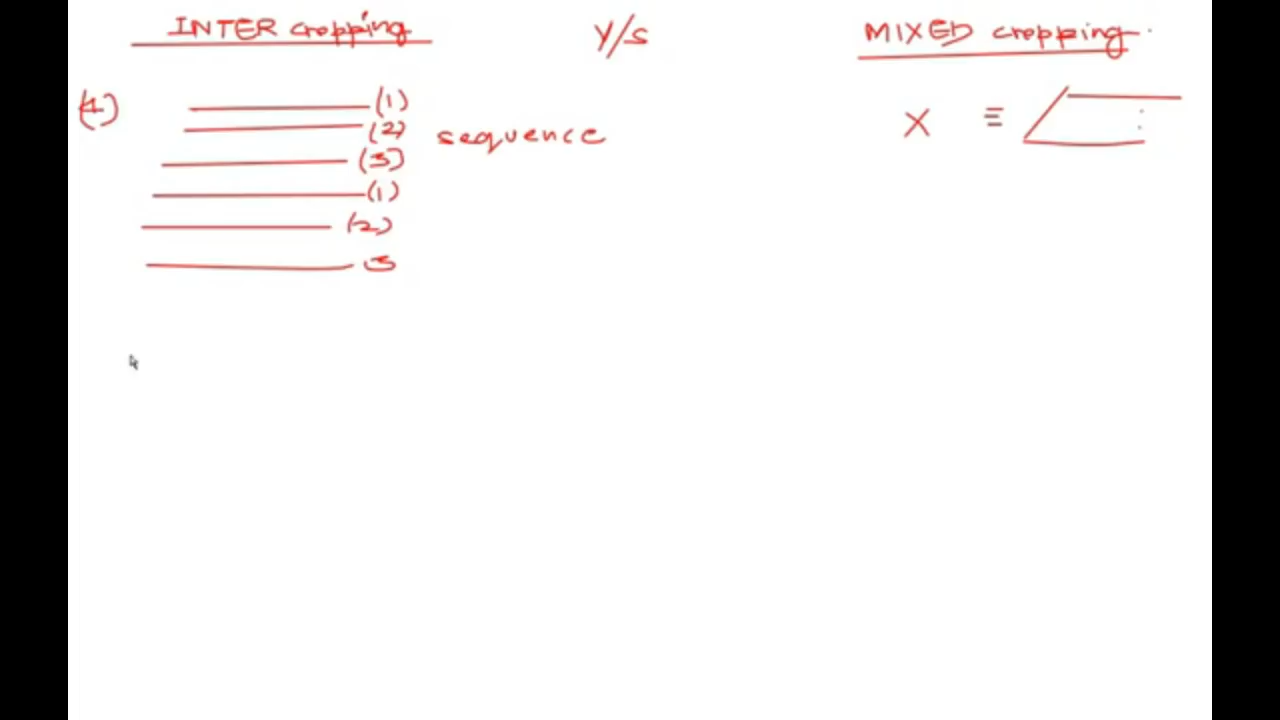 INTER cropping V/s MIXED cropping.
(1) (1)
(2) sequence X ≡
(3)
(1)
(2)
3